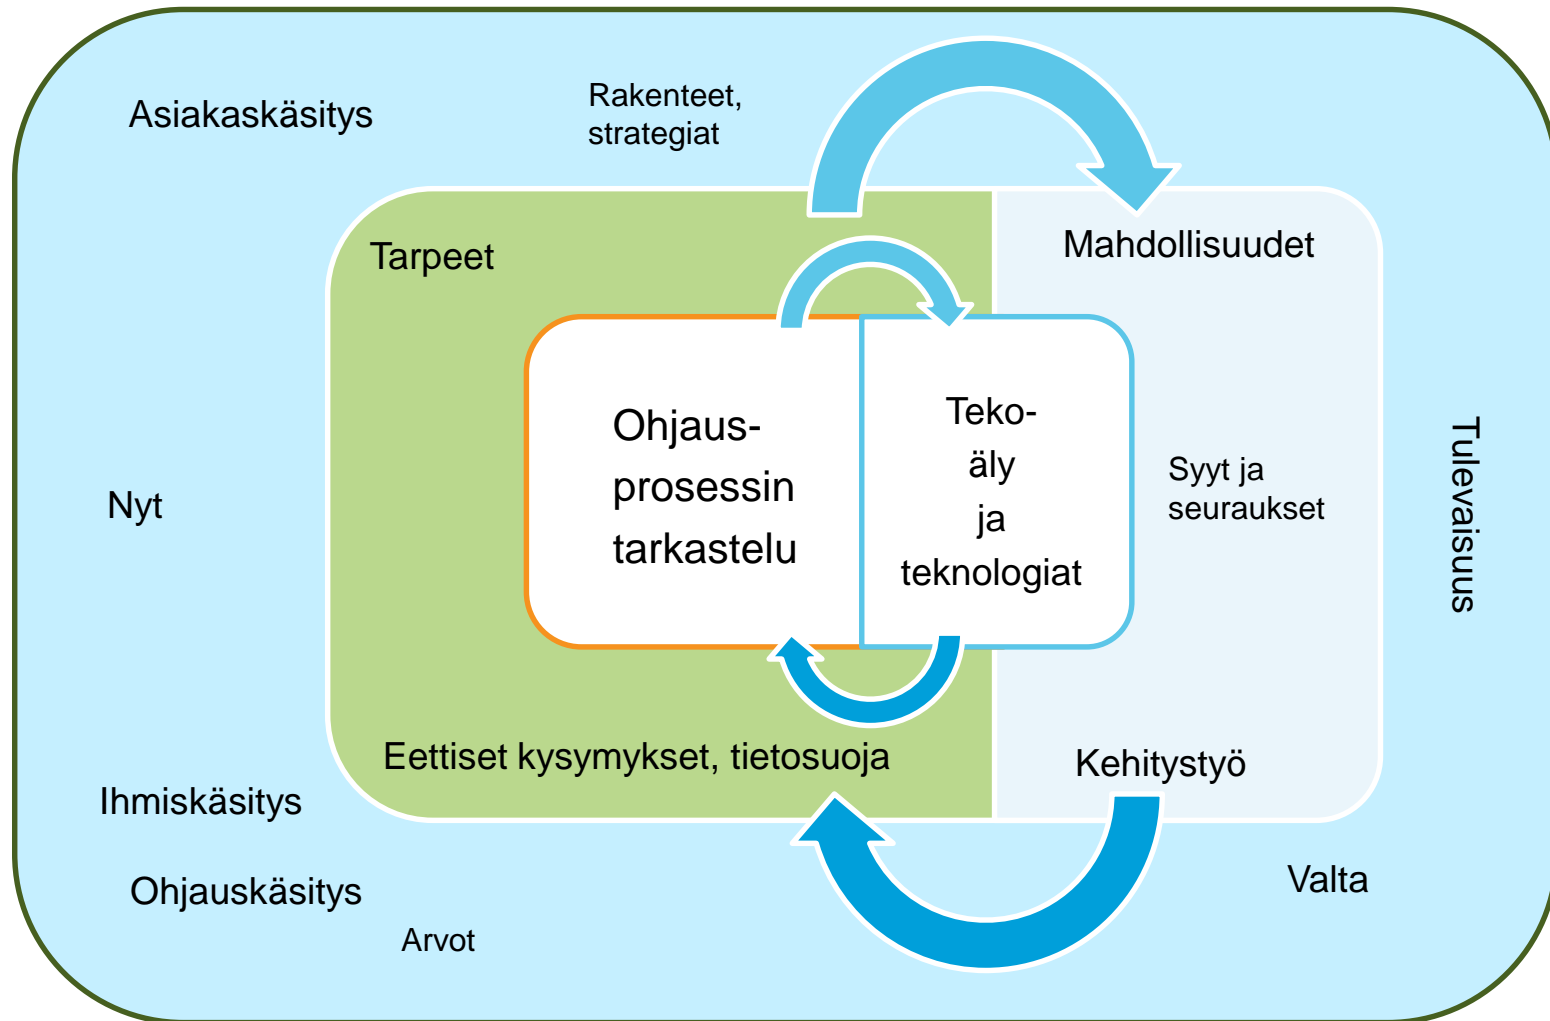 Asiakaskäsitys
Rakenteet,
strategiat
Tarpeet
Mahdollisuudet
Ohjaus-
prosessin
tarkastelu
Teko-
äly
ja
teknologiat
Syyt ja
seuraukset
Nyt
Tulevaisuus
Eettiset kysymykset, tietosuoja
Kehitystyö
Ihmiskäsitys
Ohjauskäsitys
Valta
Arvot